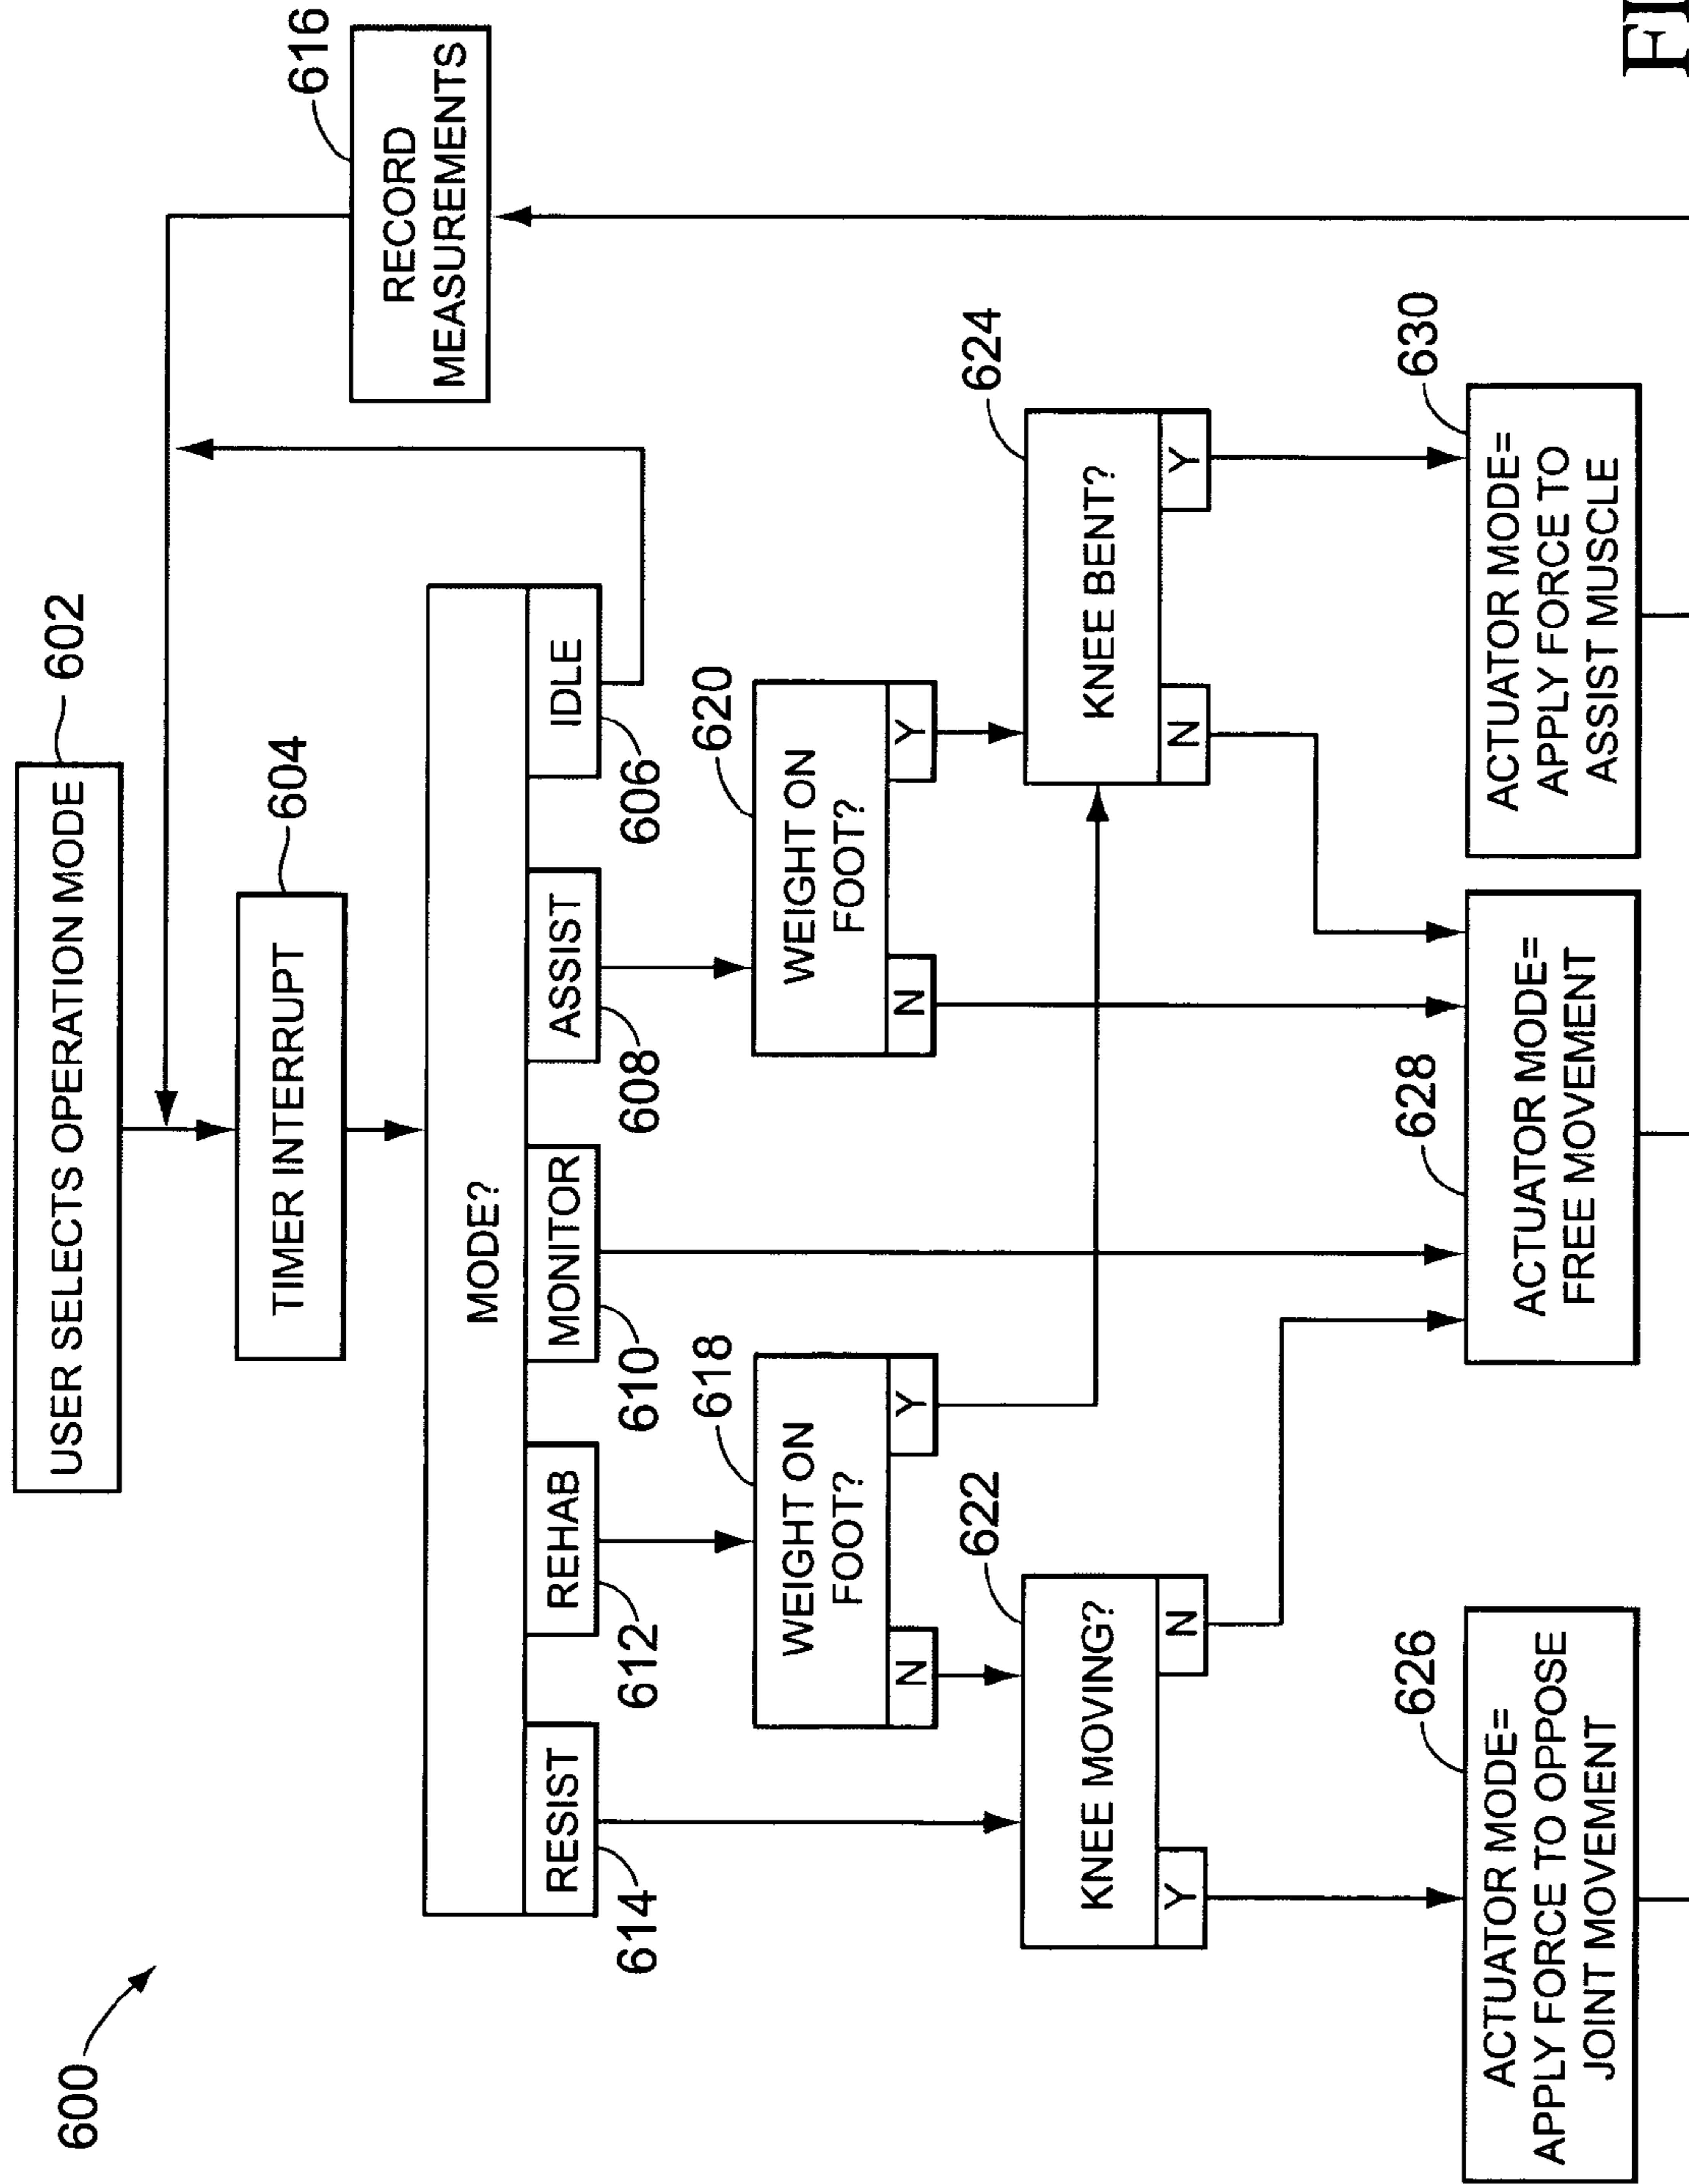 600
USER SELECTS OPERATION MODE
602
TIMER INTERRUPT
604
RECORD
MEASUREMENTS
616
MODE?
RESIST
REHAB
MONITOR
ASSIST
IDLE
614
612
610
608
606
WEIGHT ON
FOOT?
N
Y
618
WEIGHT ON
FOOT?
N
Y
620
KNEE MOVING?
Y
N
622
KNEE BENT?
N
Y
624
ACTUATOR MODE=
APPLY FORCE TO OPPOSE
JOINT MOVEMENT
626
ACTUATOR MODE=
FREE MOVEMENT
628
ACTUATOR MODE=
APPLY FORCE TO
ASSIST MUSCLE
630